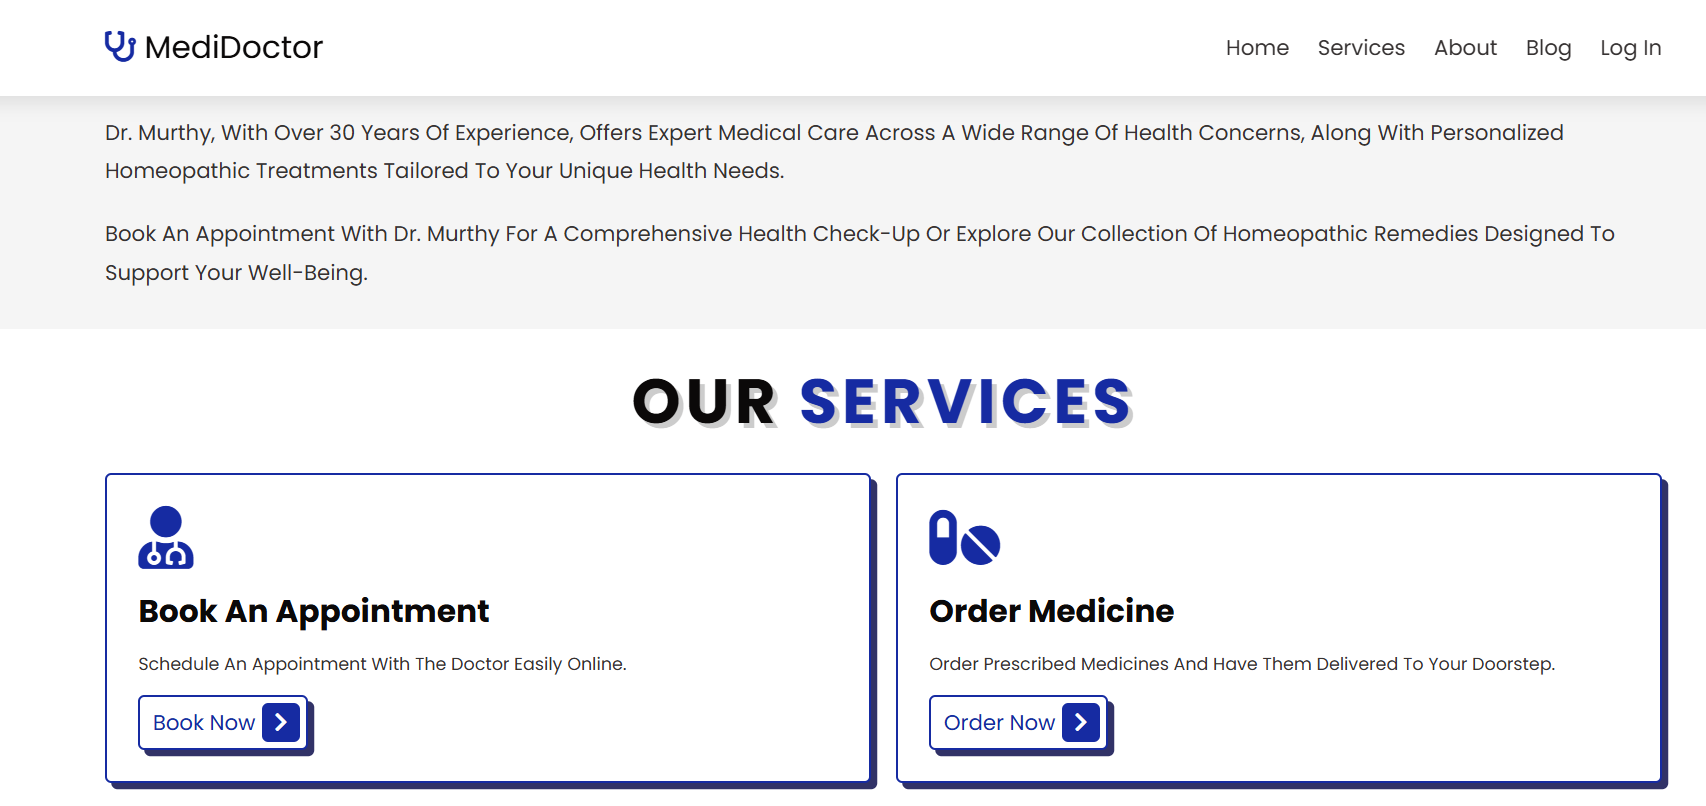 MediDoctor
Home Services About Blog Log In
Dr. Murthy, With Over 30 Years Of Experience, Offers Expert Medical Care Across A Wide Range Of Health Concerns, Along With Personalized
Homeopathic Treatments Tailored To Your Unique Health Needs.
Book An Appointment With Dr. Murthy For A Comprehensive Health Check-Up Or Explore Our Collection Of Homeopathic Remedies Designed To
Support Your Well-Being.
OUR SERVICES
Book An Appointment
Schedule An Appointment With The Doctor Easily Online.
Book Now
Order Medicine
Order Prescribed Medicines And Have Them Delivered To Your Doorstep.
Order Now